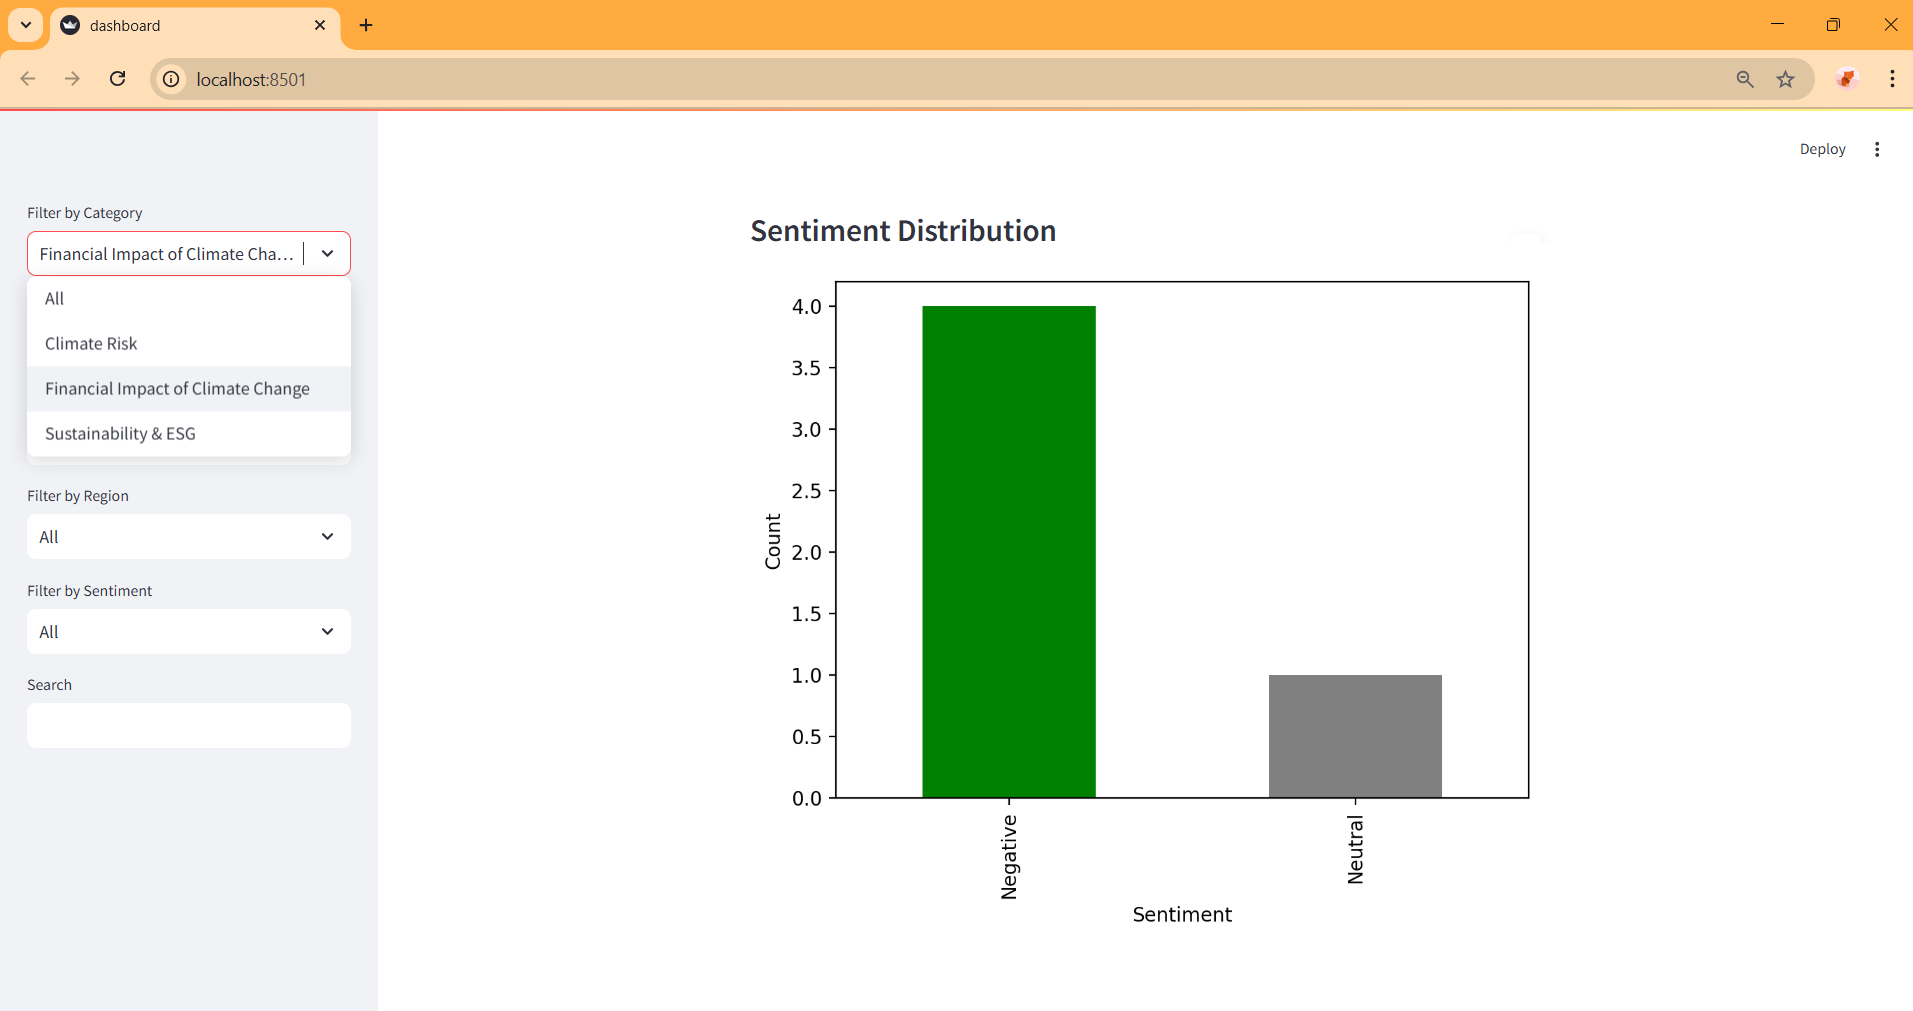 dashboard
localhost:8501
Deploy
Filter by Category
Financial Impact of Climate Cha...
All
Climate Risk
Financial Impact of Climate Change
Sustainability & ESG
Filter by Region
All
Filter by Sentiment
All
Search
Sentiment Distribution
4.0
3.5
3.0
2.5
2.0
1.5
1.0
0.5
0.0
Count
Negative
Neutral
Sentiment